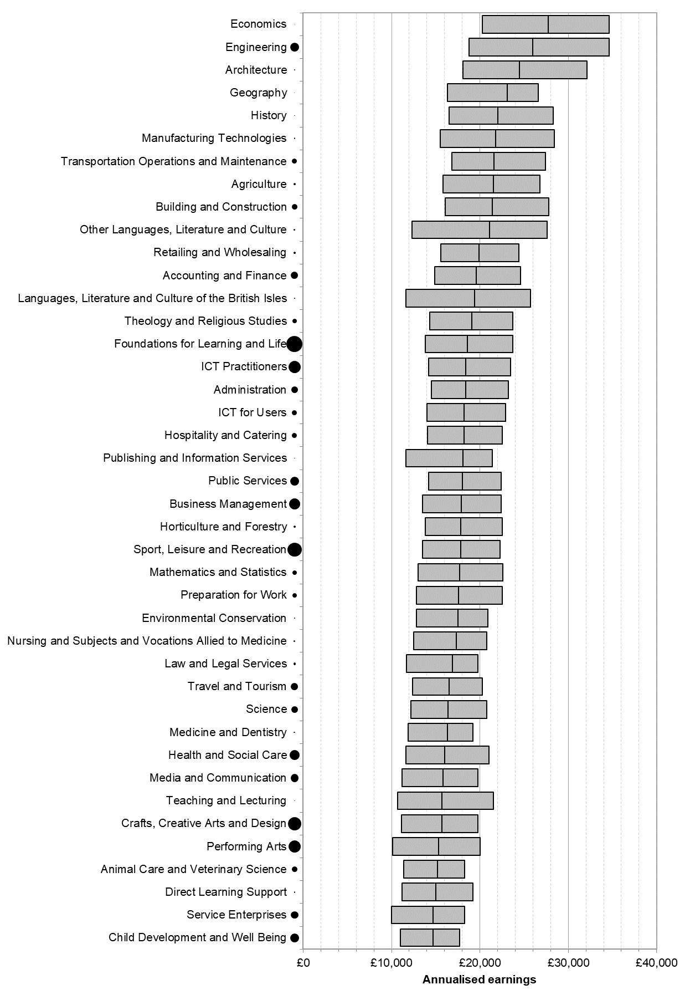 Economics
Engineering
Architecture
Geography
History
Manufacturing Technologies
Transportation Operations and Maintenance
Agriculture
Building and Construction
Other Languages, Literature and Culture
Retailing and Wholesaling
Accounting and Finance
Languages, Literature and Culture of the British Isles
Theology and Religious Studies
Foundations for Learning and Life
ICT Practitioners
Administration
ICT for Users
Hospitality and Catering
Publishing and Information Services
Public Services
Business Management
Horticulture and Forestry
Sport, Leisure and Recreation
Mathematics and Statistics
Preparation for Work
Environmental Conservation
Nursing and Subjects and Vocations Allied to Medicine
Law and Legal Services
Travel and Tourism
Science
Medicine and Dentistry
Health and Social Care
Media and Communication
Teaching and Lecturing
Crafts, Creative Arts and Design
Performing Arts
Animal Care and Veterinary Science
Direct Learning Support
Service Enterprises
Child Development and Well Being
£0 £10,000 £20,000 £30,000 £40,000
Annualised earnings